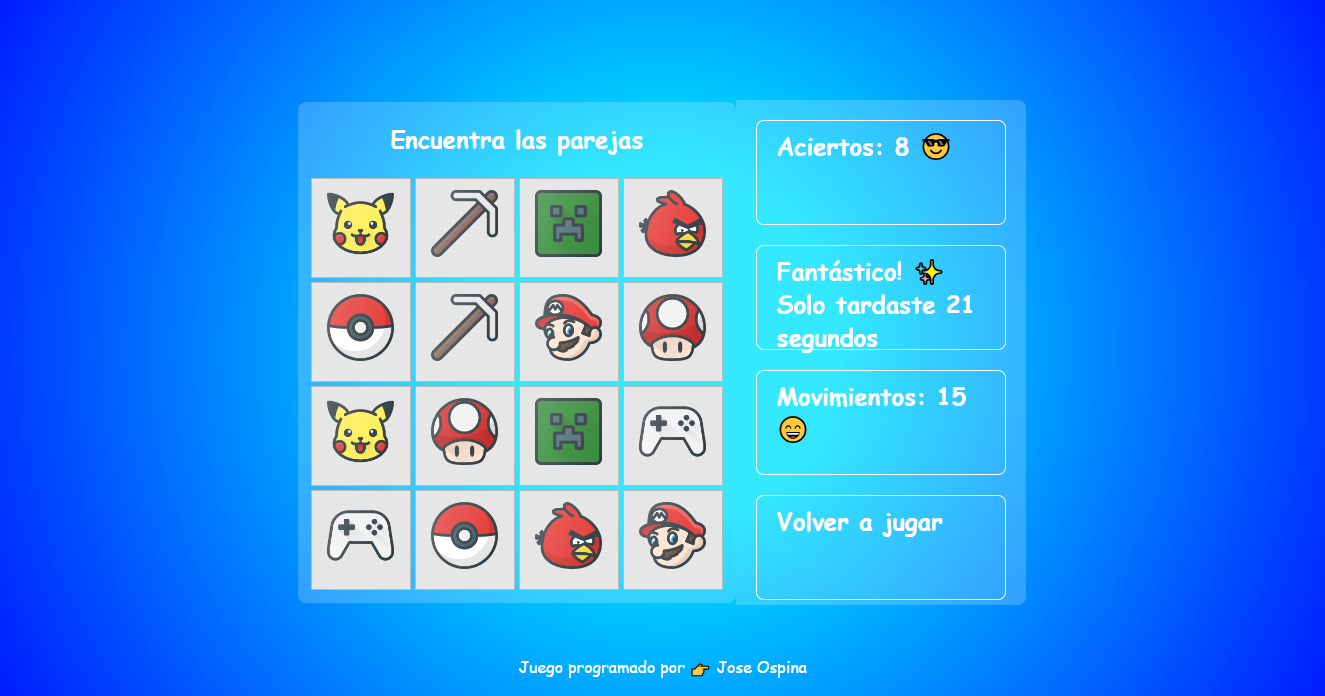 Encuentra las parejas
Aciertos: 8 😎
Fantástico! ✨
Solo tardaste 21
segundos
Movimientos: 15
😄
Volver a jugar
Juego programado por 👉 Jose Ospina